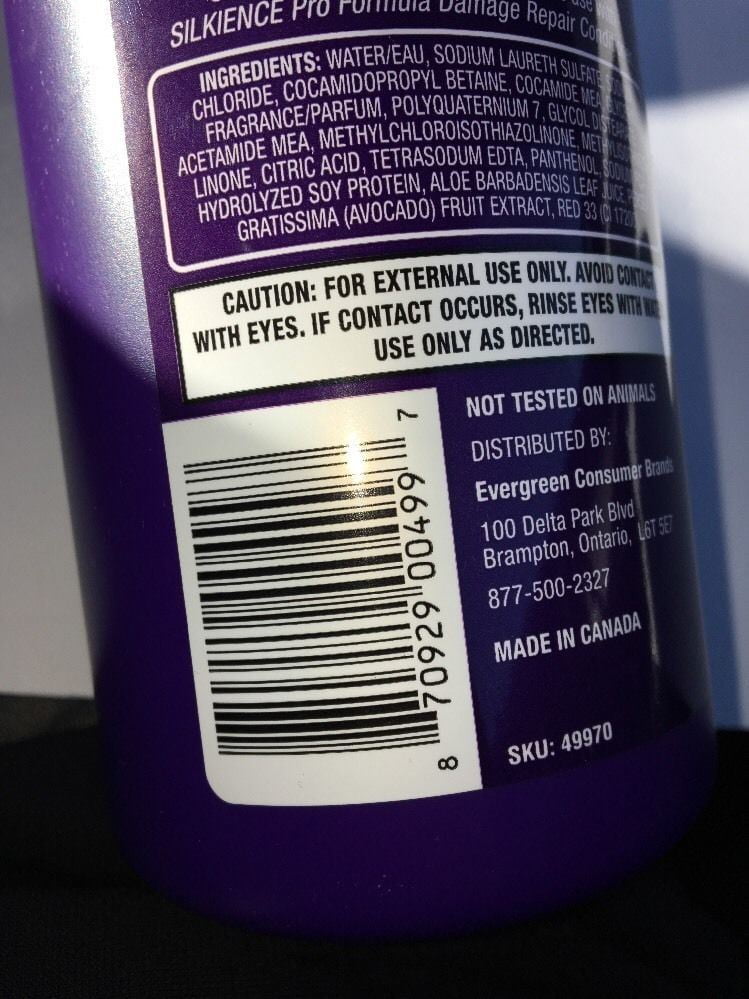 SILKIENCE Pro Formula Damage Repair
INGREDIENTS: WATER/EAU, SODIUM LAURETH SULFATE
CHLORIDE, COCAMIDOPROPYL BETAINE, COCAMIDE MEA
FRAGRANCE/PARFUM, POLYQUATERNIUM 7, GLYCOL
ACETAMIDE MEA, METHYLCHLOROISOTHIAZOLINONE,
LINONE, CITRIC ACID, TETRASODUM EDTA, PANTHENOL,
HYDROLYZED SOY PROTEIN, ALOE BARBADENSIS LEAF JUICE,
GRATISSIMA (AVOCADO) FRUIT EXTRACT, RED 33
CAUTION: FOR EXTERNAL USE ONLY. AVOID CONTACT
WITH EYES. IF CONTACT OCCURS, RINSE EYES WITH
USE ONLY AS DIRECTED.
8 70929 00499 7
NOT TESTED ON ANIMALS
DISTRIBUTED BY:
Evergreen Consumer Brands
100 Delta Park Blvd
Brampton, Ontario, L6T 5E7
877-500-2327
MADE IN CANADA
SKU: 49970